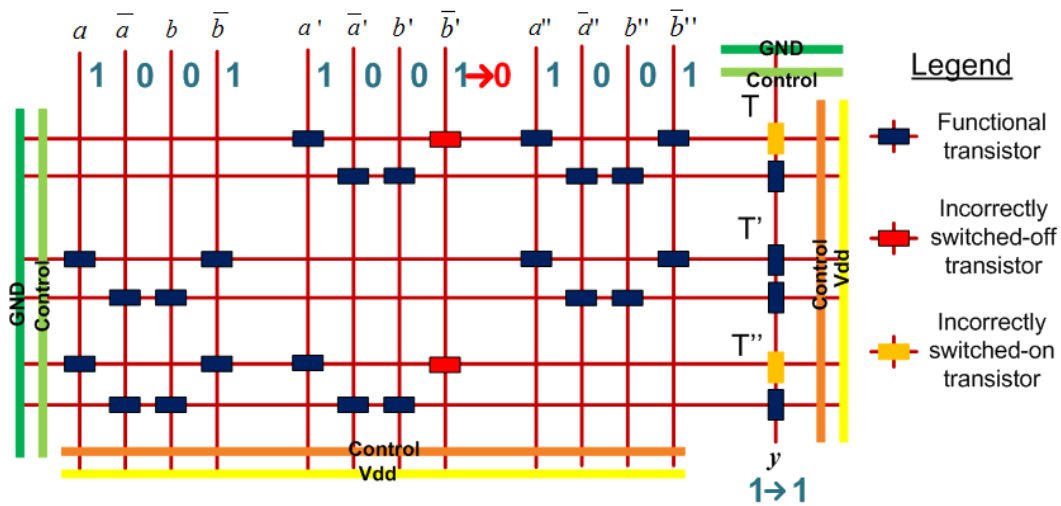 a a̅ b b̅ a' a̅' b' b̅' a" a̅" b" b̅''
1 0 0 1 1 0 0 1→0 1 0 0 1
GND
Control
T
T'
T''
GND
Control
Control
Vdd
Control
Vdd
y
1→1
Legend
Functional
transistor
Incorrectly
switched-off
transistor
Incorrectly
switched-on
transistor